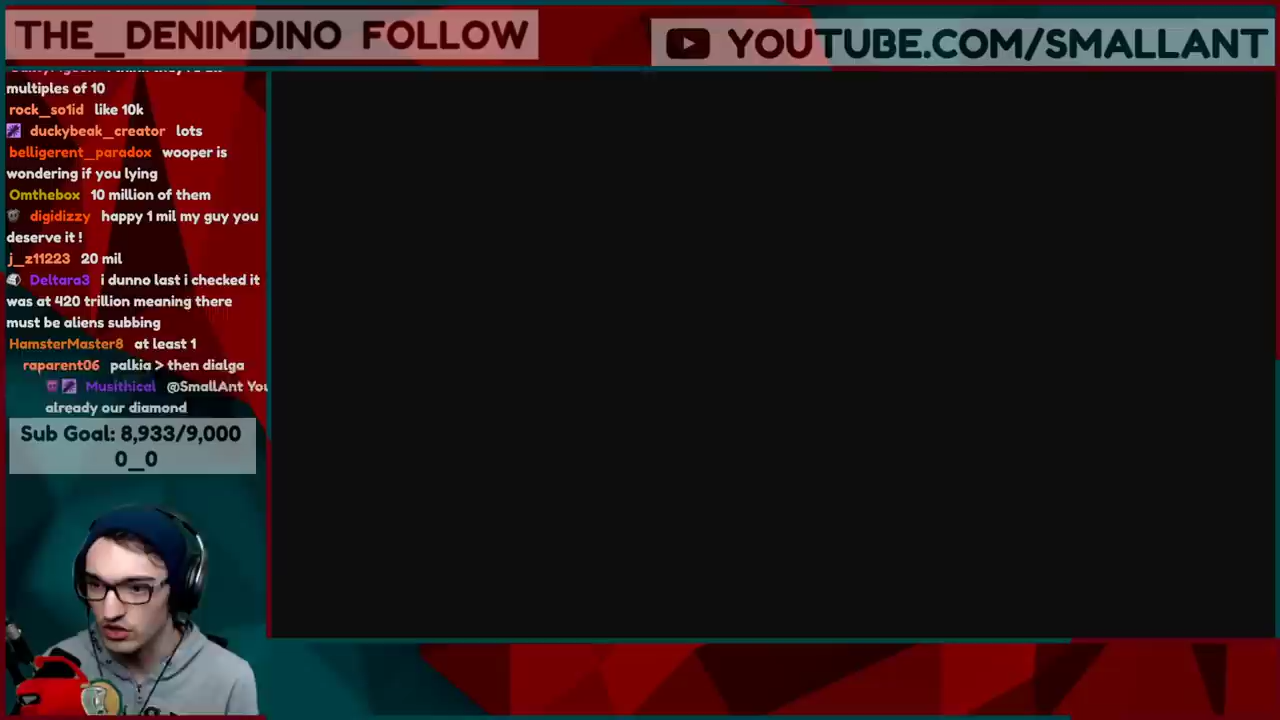 THE_DENIMDINO FOLLOW
YOUTUBE.COM/SMALLANT
multiples of 10
rock_so1id like 10k
duckybeak_creator lots
belligerent_paradox wooper is
wondering if you lying
Omthebox 10 million of them
digidizzy happy 1 mil my guy you
deserve it !
j_z11223 20 mil
Deltara3 i dunno last i checked it
was at 420 trillion meaning there
must be aliens subbing
HamsterMaster8 at least 1
raparent06 palkia > then dialga
Musithical @SmallAnt You
already our diamond
Sub Goal: 8,933/9,000
0_0